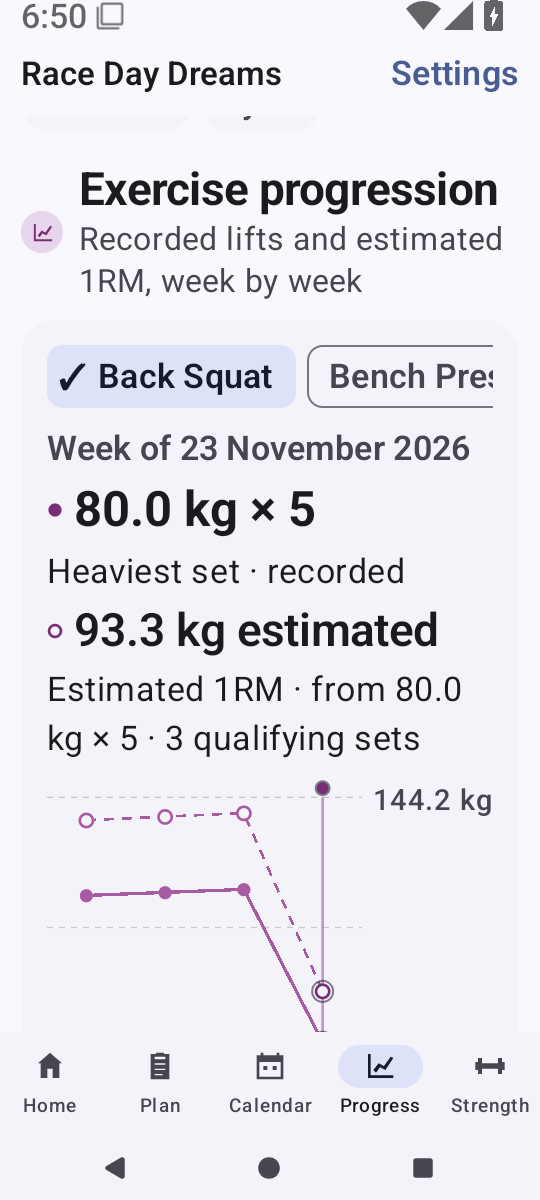 6:50
Race Day Dreams
Settings
Exercise progression
Recorded lifts and estimated
1RM, week by week
✓ Back Squat
Bench Pres
Week of 23 November 2026
80.0 kg × 5
Heaviest set · recorded
93.3 kg estimated
Estimated 1RM · from 80.0
kg × 5 · 3 qualifying sets
144.2 kg
Home
Plan
Calendar
Progress
Strength